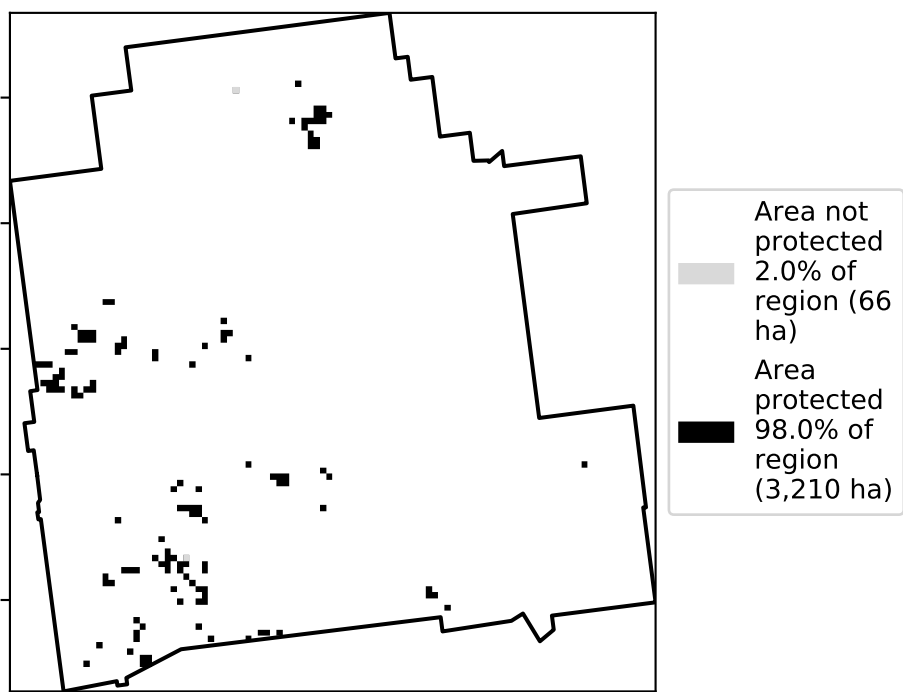 Area not
protected
2.0% of
region (66
ha)
Area
protected
98.0% of
region
(3,210 ha)